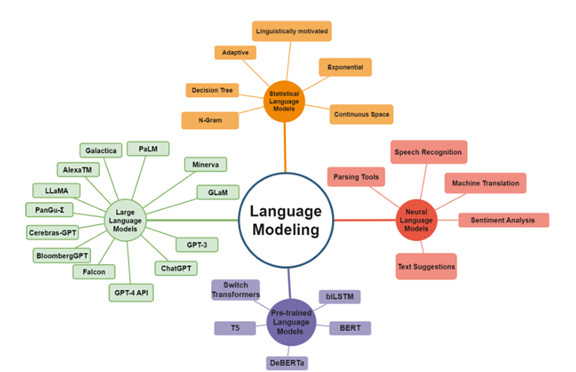 Linguistically motivated
Adaptive
Exponential
Decision Tree
Statistical
Language
Models
N-Gram
Continuous Space
Galactica
PaLM
Minerva
AlexaTM
GLaM
LLaMA
PanGu-Σ
Large
Language
Models
Cerebras-GPT
GPT-3
BloombergGPT
ChatGPT
Falcon
GPT-4 API
Language
Modeling
Speech Recognition
Parsing Tools
Machine Translation
Neural
Language
Models
Sentiment Analysis
Text Suggestions
Switch
Transformers
biLSTM
Pre-trained
Language
Models
T5
BERT
DeBERTa